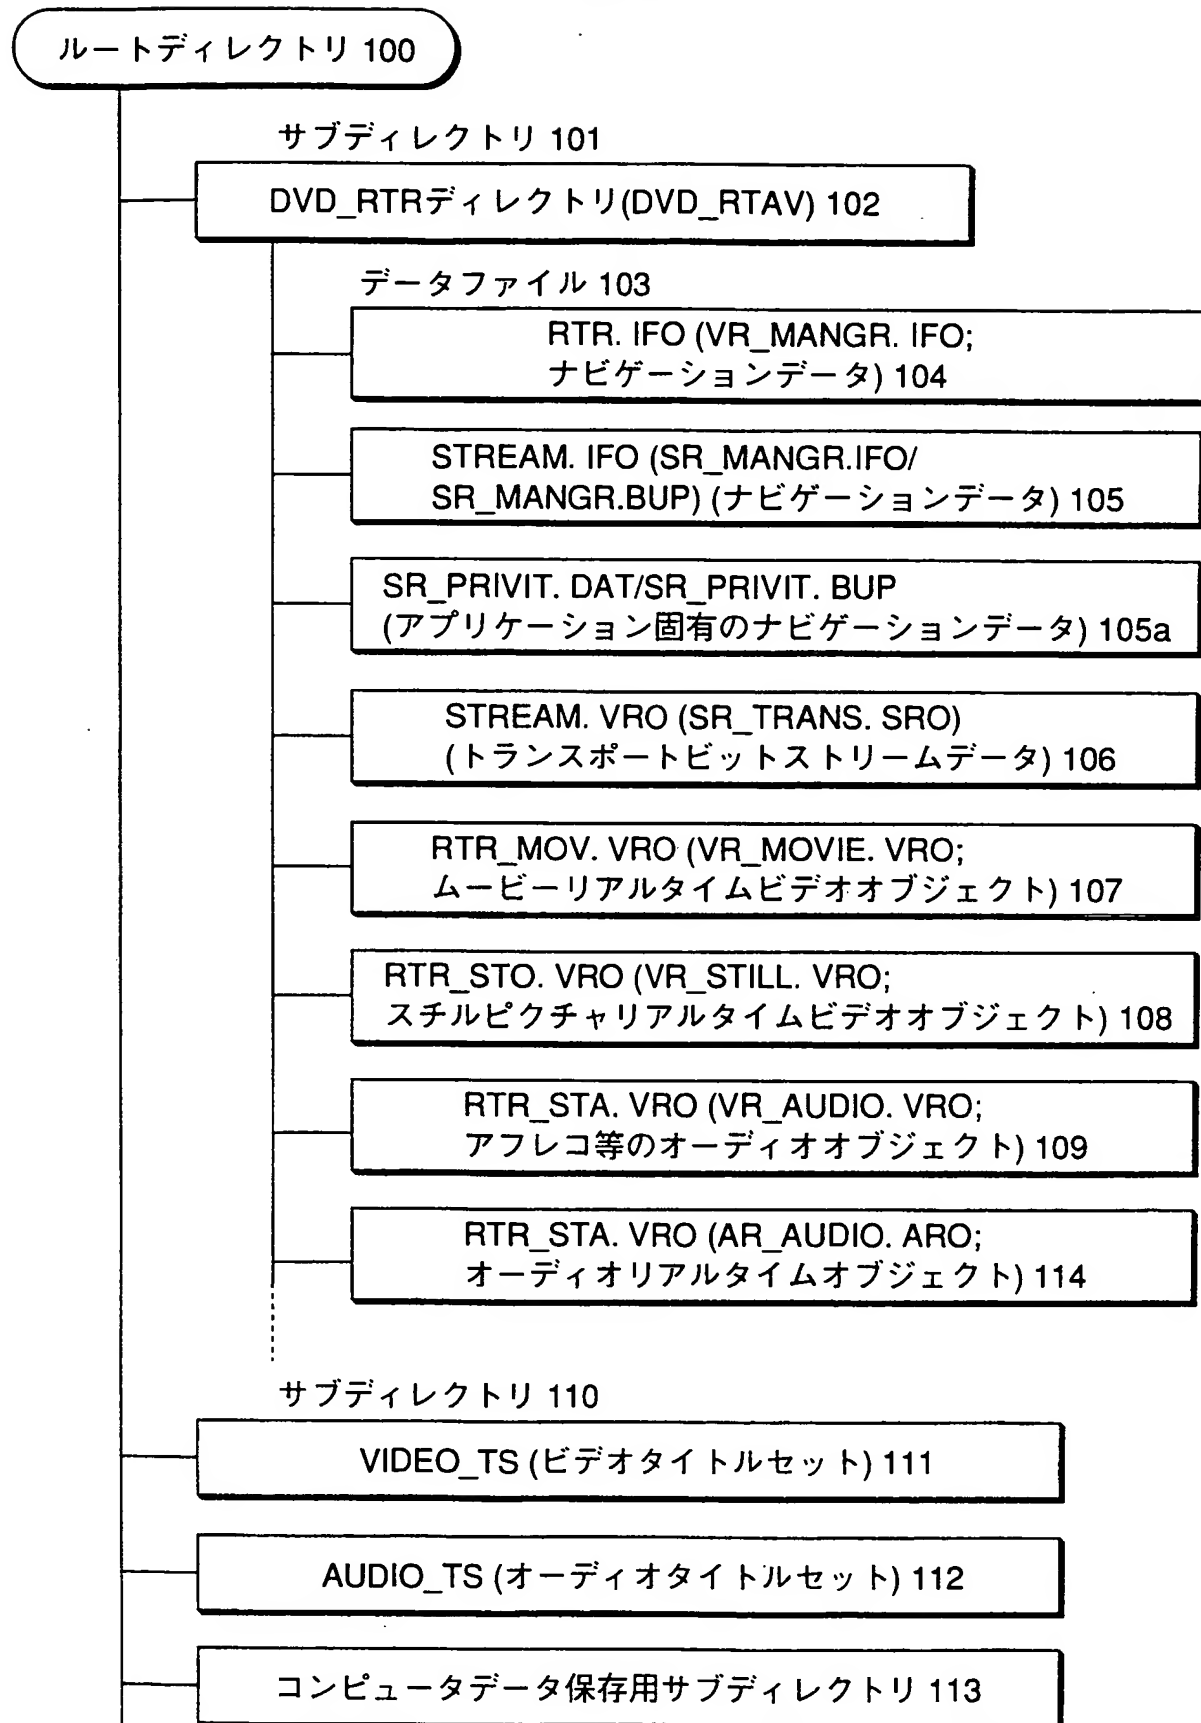 ルートディレクトリ 100
サブディレクトリ 101
DVD_RTRディレクトリ(DVD_RTAV) 102
データファイル 103
RTR. IFO (VR_MANGR. IFO;
ナビゲーションデータ) 104
STREAM. IFO (SR_MANGR.IFO/
SR_MANGR.BUP) (ナビゲーションデータ) 105
SR_PRIVIT. DAT/SR_PRIVIT. BUP
(アプリケーション固有のナビゲーションデータ) 105a
STREAM. VRO (SR_TRANS. SRO)
(トランスポートビットストリームデータ) 106
RTR_MOV. VRO (VR_MOVIE. VRO;
ムービーリアルタイムビデオオブジェクト) 107
RTR_STO. VRO (VR_STILL. VRO;
スチルピクチャリアルタイムビデオオブジェクト) 108
RTR_STA. VRO (VR_AUDIO. VRO;
アフレコ等のオーディオオブジェクト) 109
RTR_STA. VRO (AR_AUDIO. ARO;
オーディオリアルタイムオブジェクト) 114
サブディレクトリ 110
VIDEO_TS (ビデオタイトルセット) 111
AUDIO_TS (オーディオタイトルセット) 112
コンピュータデータ保存用サブディレクトリ 113